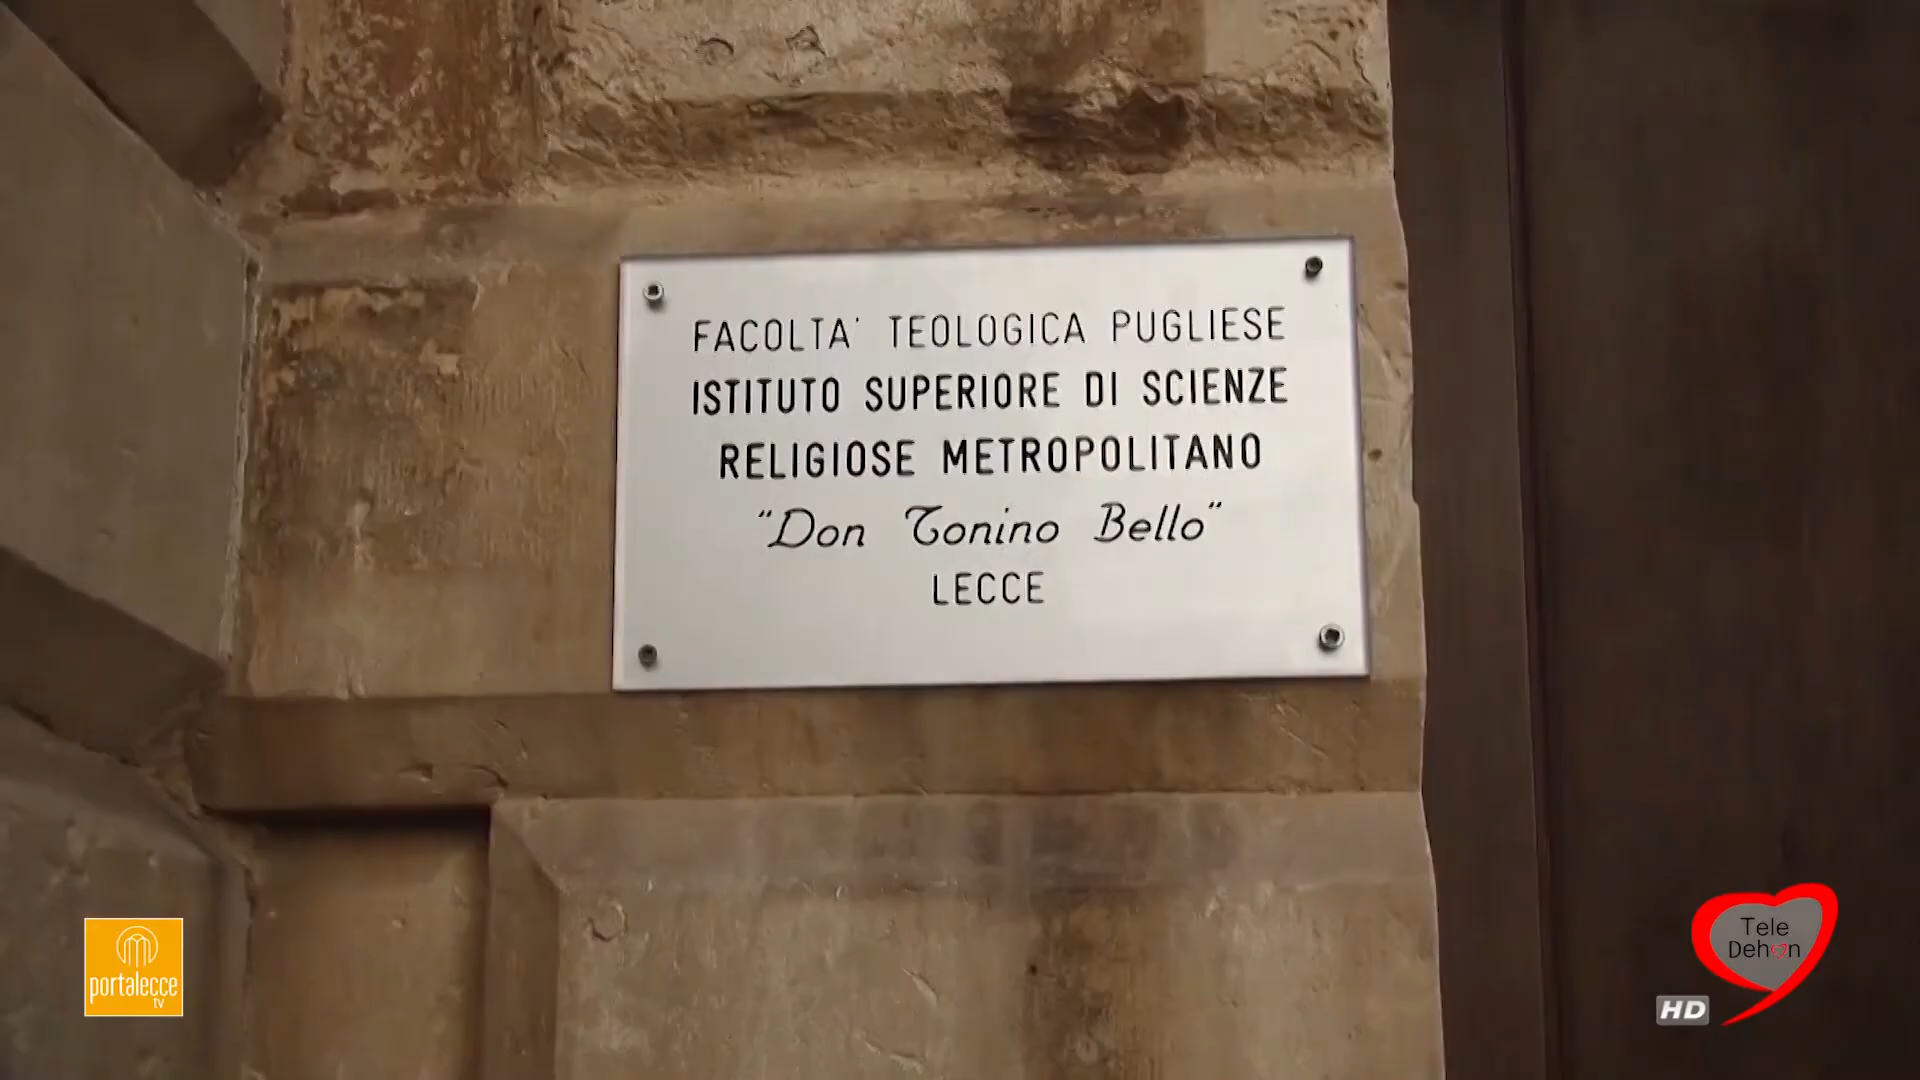 FACOLTA' TEOLOGICA PUGLIESE
ISTITUTO SUPERIORE DI SCIENZE
RELIGIOSE METROPOLITANO
"Don Tonino Bello"
LECCE
portalecce
tv
Tele
Dehon
HD